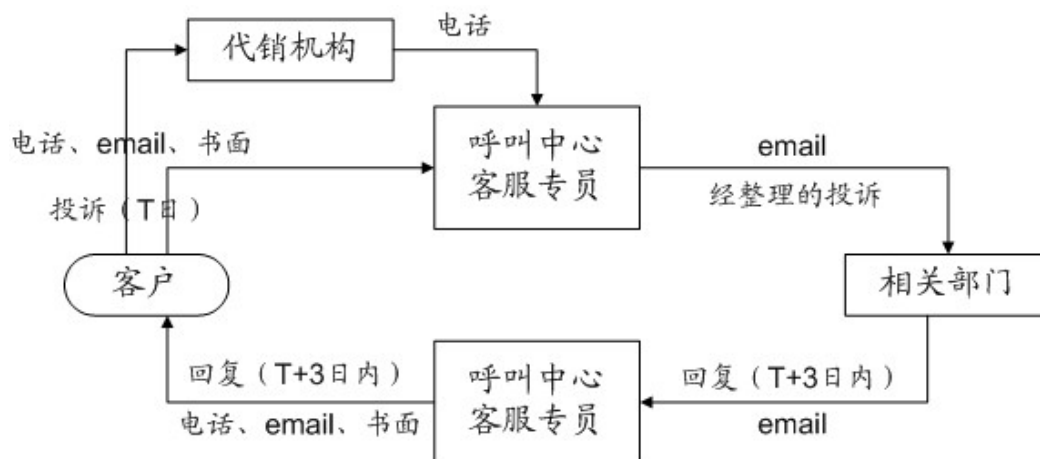 代销机构
电话
电话、email、书面
呼叫中心
客服专员
email
经整理的投诉
投诉（T日）
客户
相关部门
回复（T+3日内）
电话、email、书面
呼叫中心
客服专员
回复（T+3日内）
email